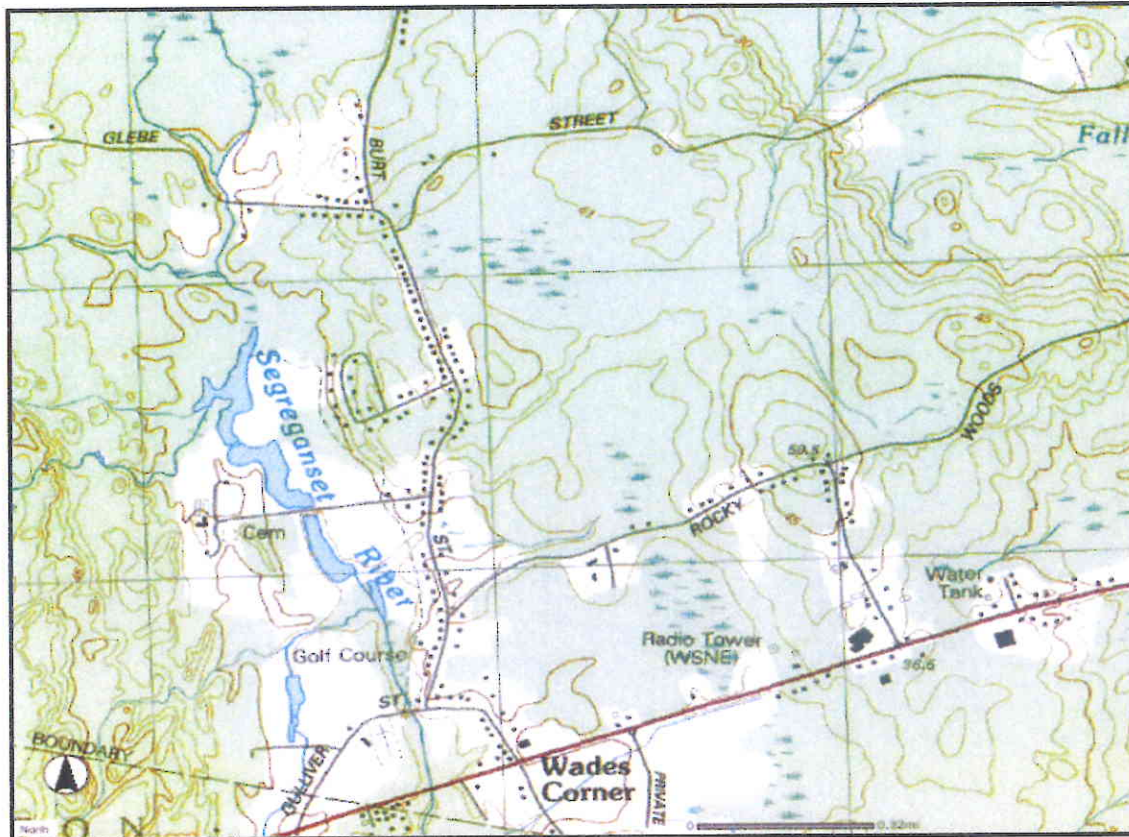 GLEBE
STREET
BURT
Fall
Segreganset
River
WOODS
59.5
ROCKY
45
Cem
ST.
Water
Tank
Golf Course
Radio Tower
(WSNE)
36.6
ST
BOUNDARY
GULLIVER
Wades
Corner
PRIVATE
North
O N
0 0.32mi